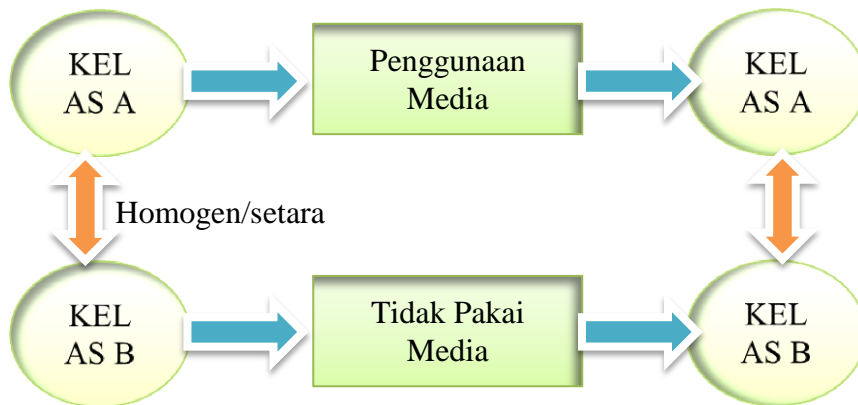 KEL
AS A
Penggunaan
Media
KEL
AS A
Homogen/setara
KEL
AS B
Tidak Pakai
Media
KEL
AS B